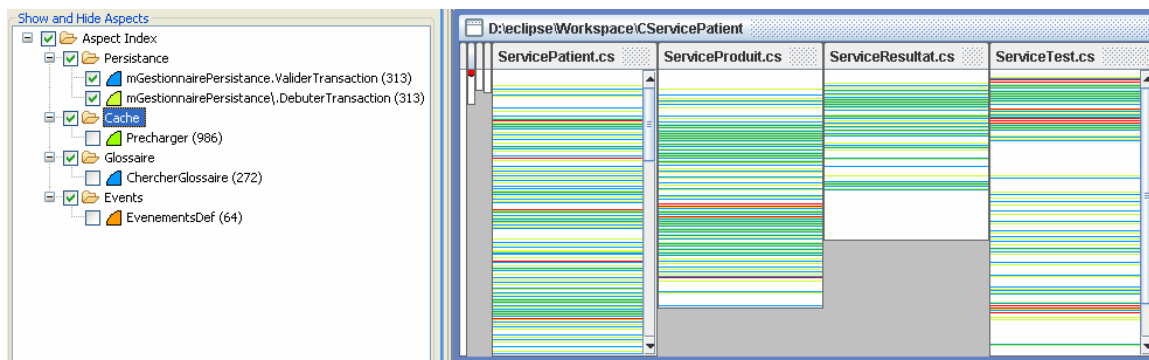 Show and Hide Aspects
Aspect Index
Persistance
mGestionnairePersistance.ValiderTransaction (313)
mGestionnairePersistance\.DebuterTransaction (313)
Cache
Precharger (986)
Glossaire
ChercherGlossaire (272)
Events
EvenementsDef (64)
D:\eclipse\Workspace\CServicePatient
ServicePatient.cs
ServiceProduit.cs
ServiceResultat.cs
ServiceTest.cs